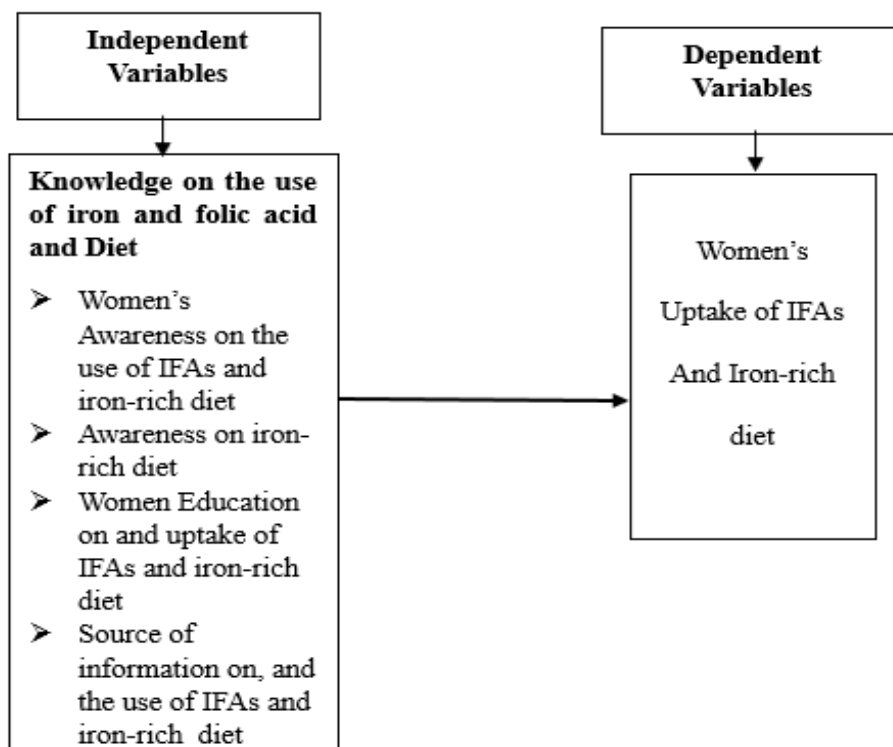 Independent
Variables
Dependent
Variables
Knowledge on the use
of iron and folic acid
and Diet
➢ Women’s
Awareness on the
use of IFAs and
iron-rich diet
➢ Awareness on iron-
rich diet
➢ Women Education
on and uptake of
IFAs and iron-rich
diet
➢ Source of
information on, and
the use of IFAs and
iron-rich diet
Women’s
Uptake of IFAs
And Iron-rich
diet